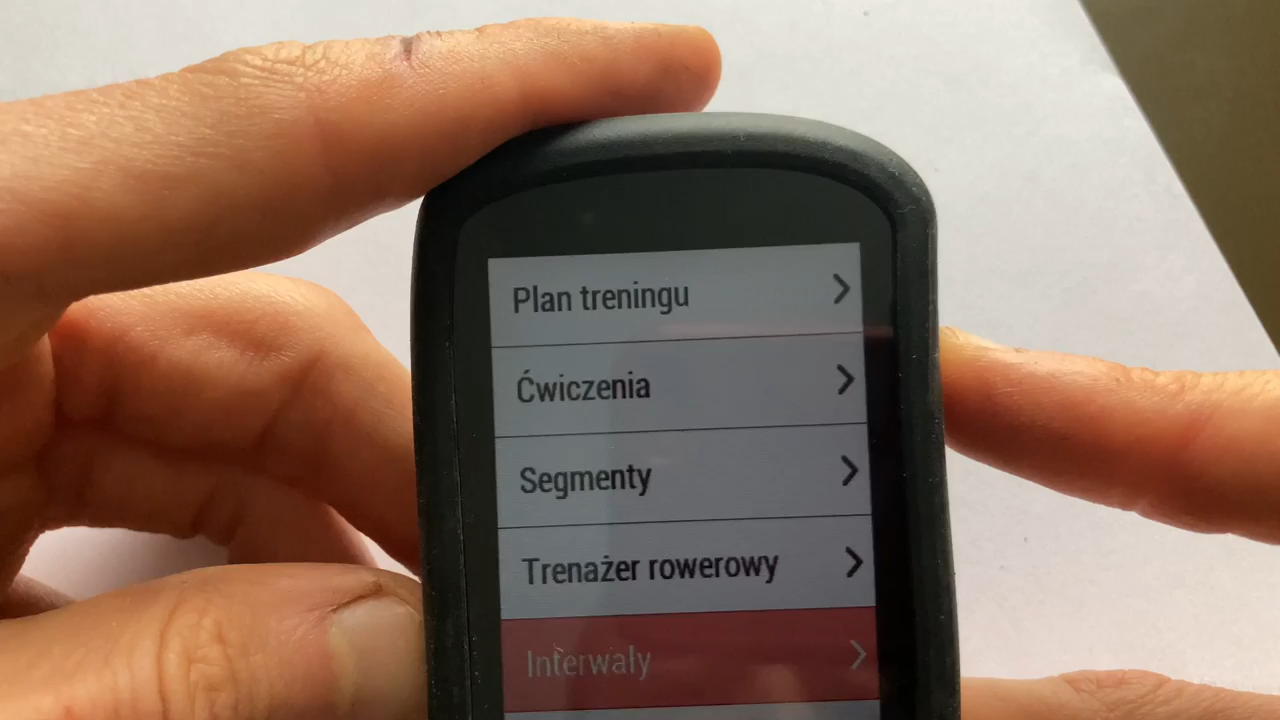 Plan treningu
Ćwiczenia
Segmenty
Trenażer rowerowy
Interwały